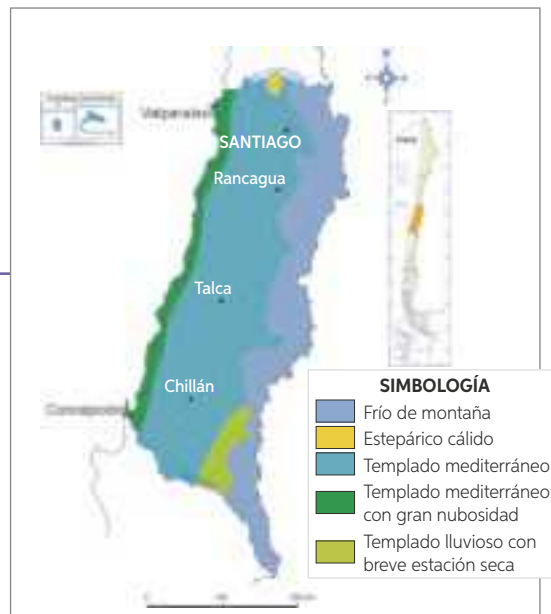 Valparaíso
SANTIAGO
Rancagua
Talca
Chillán
Concepción
SIMBOLOGÍA
Frío de montaña
Estepárico cálido
Templado mediterráneo
Templado mediterráneo
con gran nubosidad
Templado lluvioso con
breve estación seca